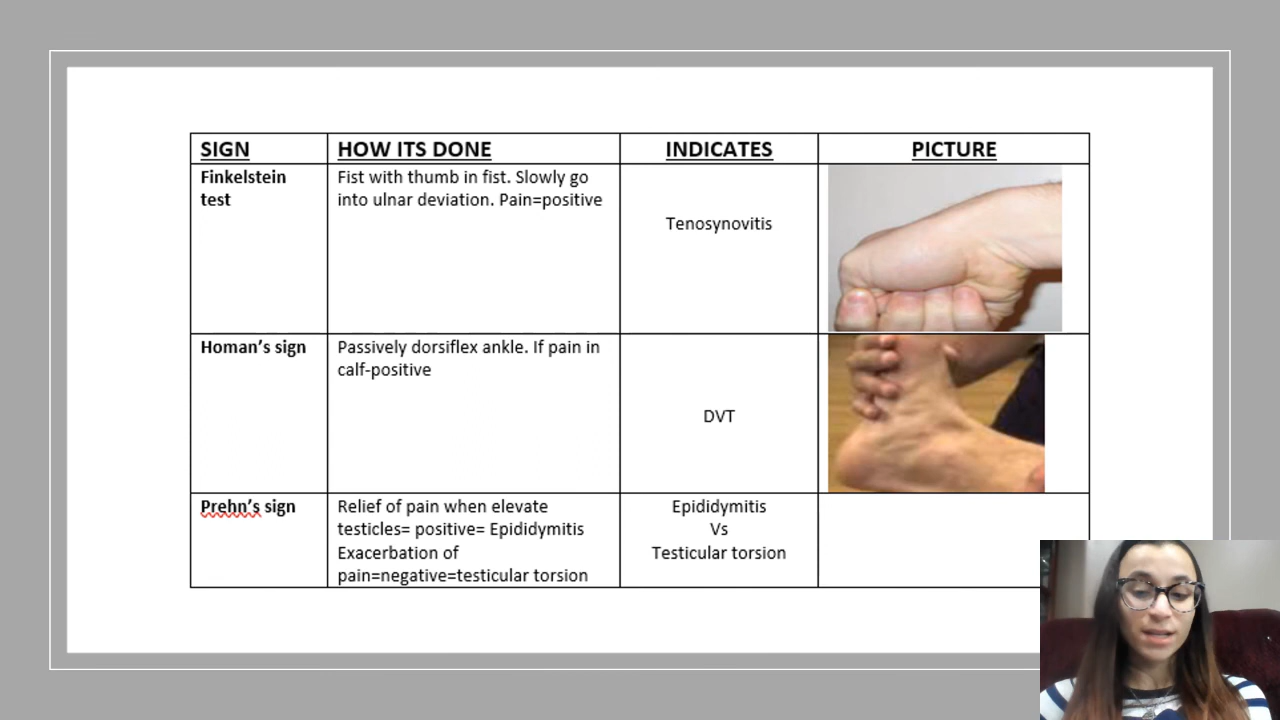 SIGN
HOW ITS DONE
INDICATES
PICTURE
Finkelstein
test
Fist with thumb in fist. Slowly go
into ulnar deviation. Pain=positive
Tenosynovitis
Homan's sign
Passively dorsiflex ankle. If pain in
calf-positive
DVT
Prehn's sign
Relief of pain when elevate
testicles= positive= Epididymitis
Exacerbation of
pain=negative=testicular torsion
Epididymitis
Vs
Testicular torsion